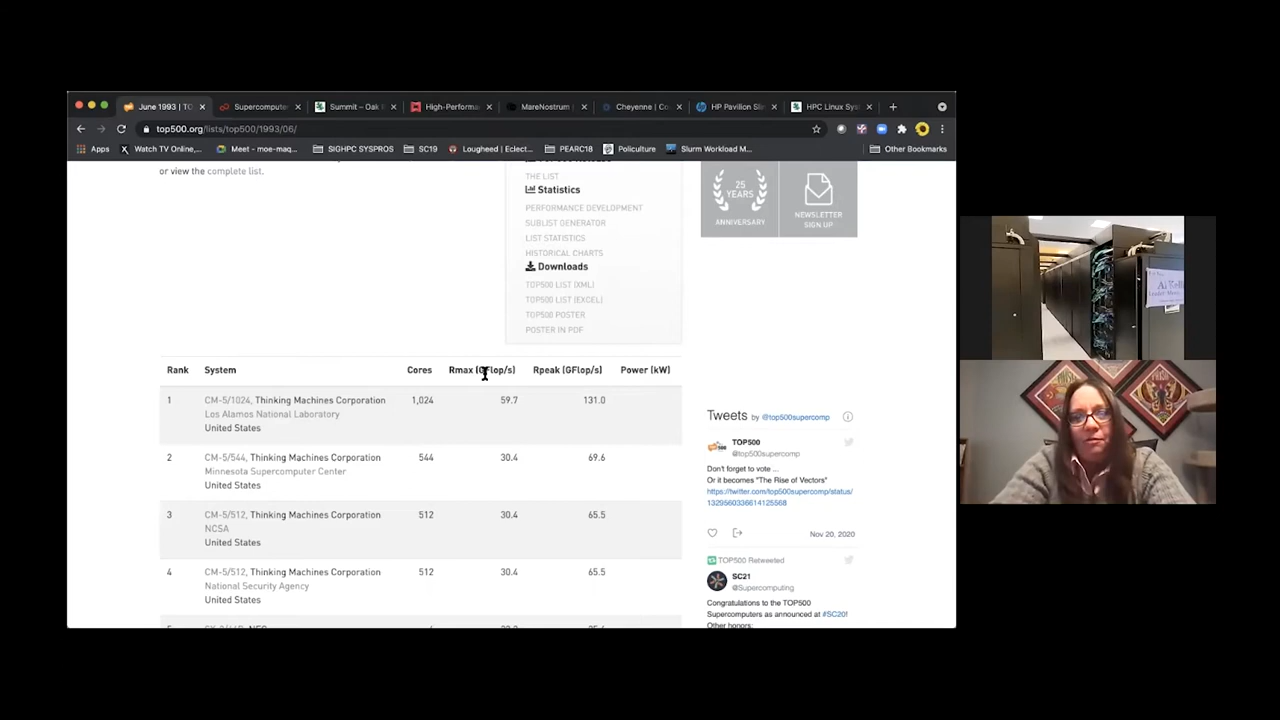 June 1993 | TO
Supercompute
Summit – Oak
High-Performa
MareNostrum
Cheyenne | Co
HP Pavilion Sli
HPC Linux Sys
top500.org/lists/top500/1993/06/
Apps
Watch TV Online,...
Meet – moe-maq...
SIGHPC SYSPROS
SC19
Lougheed | Eclect...
PEARC18
Policulture
Slurm Workload M...
Other Bookmarks
or view the complete list.
THE LIST
Statistics
PERFORMANCE DEVELOPMENT
SUBLIST GENERATOR
LIST STATISTICS
HISTORICAL CHARTS
Downloads
TOP500 LIST (XML)
TOP500 LIST (EXCEL)
TOP500 POSTER
POSTER IN PDF
25
YEARS
ANNIVERSARY
NEWSLETTER
SIGN UP
Rank System Cores Rmax (GFlop/s) Rpeak (GFlop/s) Power (kW)
1 CM-5/1024, Thinking Machines Corporation 1,024 59.7 131.0
Los Alamos National Laboratory
United States
2 CM-5/544, Thinking Machines Corporation 544 30.4 69.6
Minnesota Supercomputer Center
United States
3 CM-5/512, Thinking Machines Corporation 512 30.4 65.5
NCSA
United States
4 CM-5/512, Thinking Machines Corporation 512 30.4 65.5
National Security Agency
United States
Tweets by @top500supercomp
TOP500
@top500supercomp
Don't forget to vote ...
Or it becomes "The Rise of Vectors"
https://twitter.com/top500supercomp/status/
1329560336614125568
Nov 20, 2020
TOP500 Retweeted
SC21
@Supercomputing
Congratulations to the TOP500
Supercomputers as announced at #SC20!
Other honors: